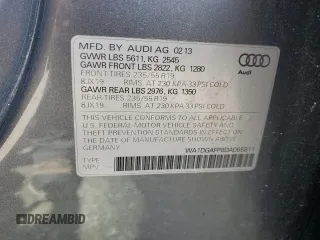 MFD. BY AUDI AG 02 13
GVWR LBS 5611, KG 2545
GAWR FRONT LBS 2822, KG 1280
FRONT TIRES 235/55 R19
8JX19 RIMS AT 230 KPA 33 PSI COLD
GAWR REAR LBS 2976, KG 1350
REAR TIRES 235/55 R19
8JX19 RIMS. AT 230 KPA 33 PSI COLD
THIS VEHICLE CONFORMS TO ALL APPLICABLE
FEDERAL MOTOR VEHICLE SAFETY AND THEFT
PREVENTION STANDARDS IN EFFECT ON THE
DATE OF MANUFACTURE SHOWN ABOVE.
TYPE
MPV
Audi
DREAMBID